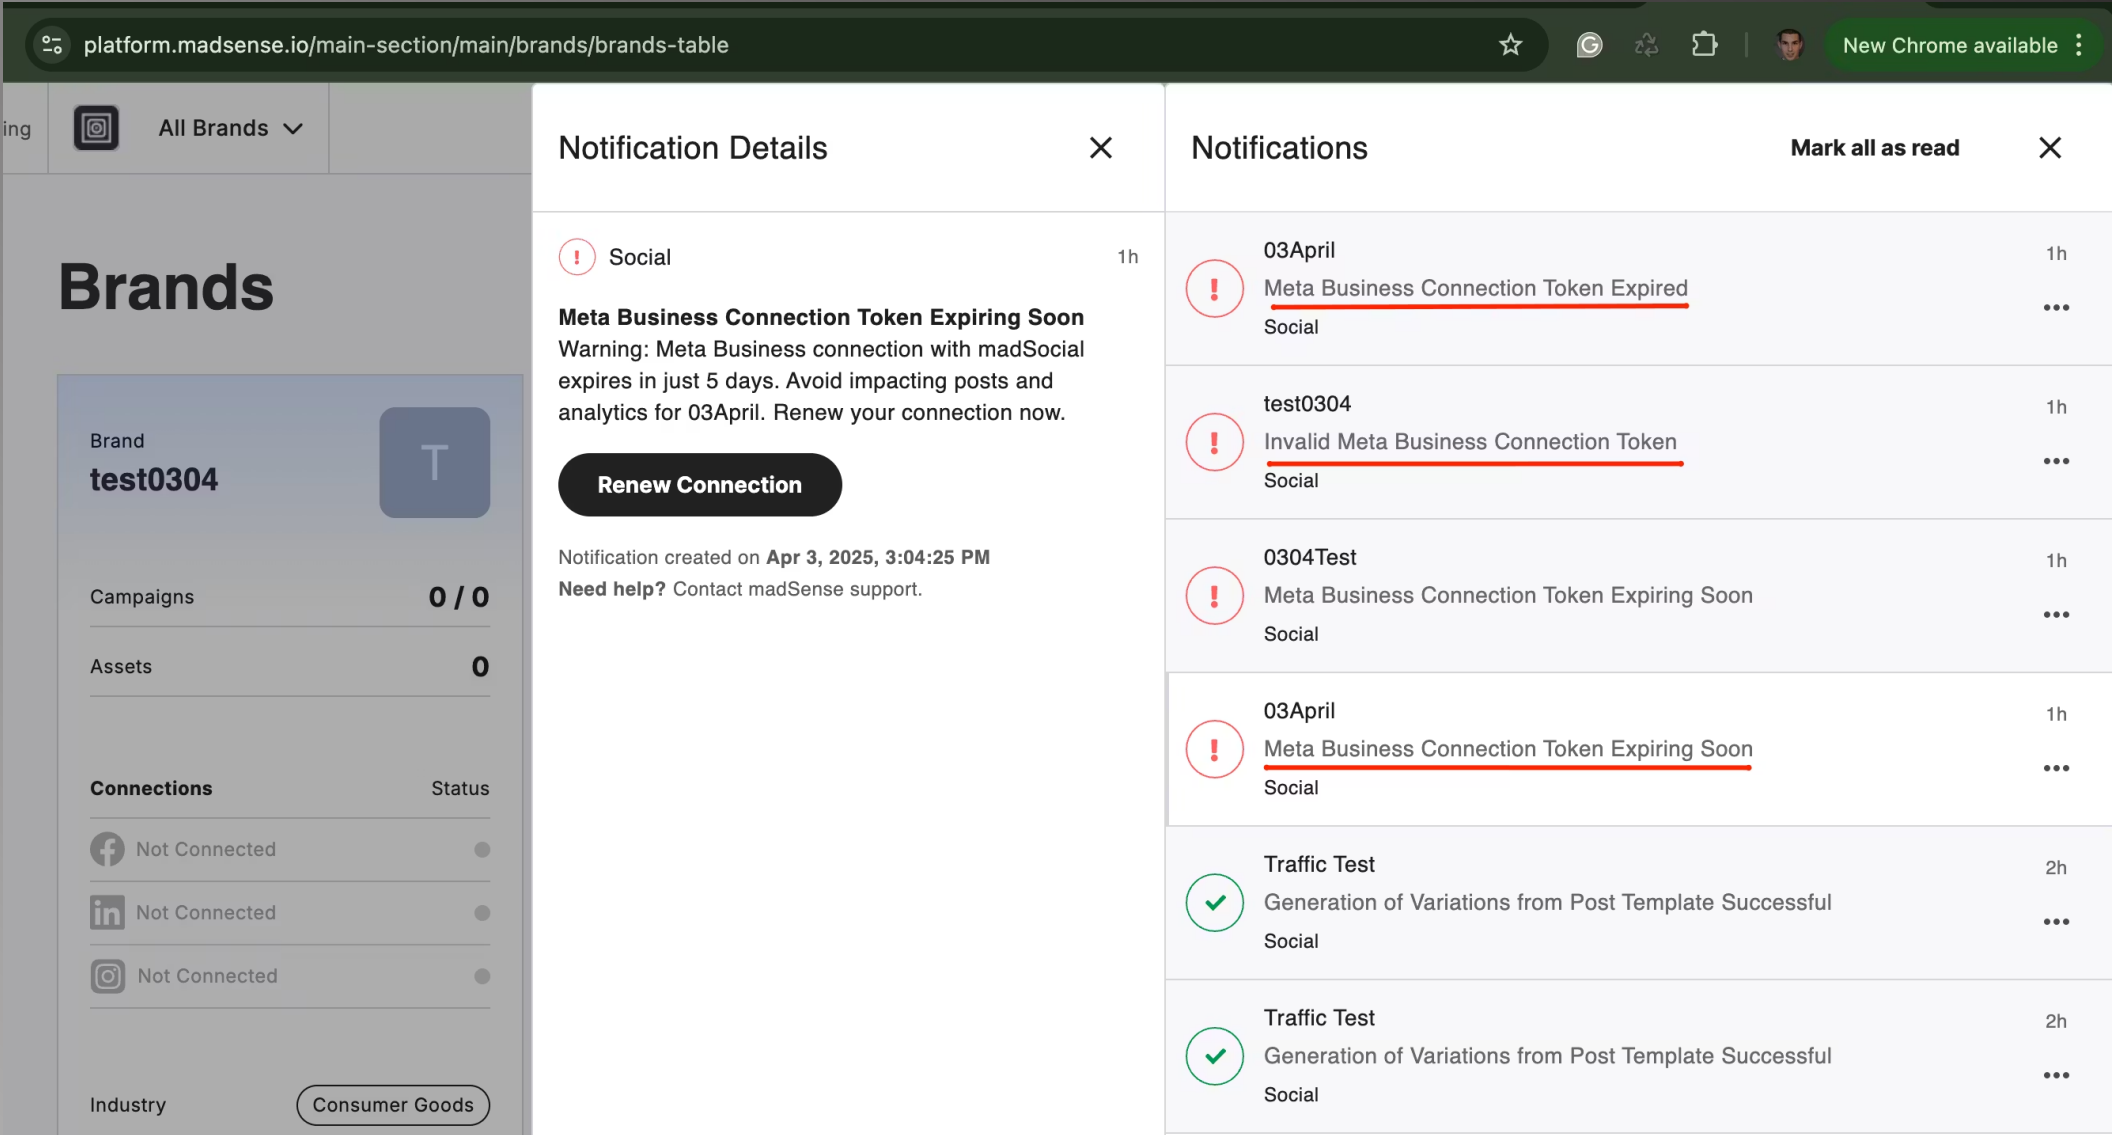 platform.madsense.io/main-section/main/brands/brands-table
New Chrome available
ing
All Brands
Brands
Brand
test0304
T
Campaigns
0 / 0
Assets
0
Connections
Status
Not Connected
Not Connected
Not Connected
Industry
Consumer Goods
Notification Details
Social
1h
Meta Business Connection Token Expiring Soon
Warning: Meta Business connection with madSocial
expires in just 5 days. Avoid impacting posts and
analytics for 03April. Renew your connection now.
Renew Connection
Notification created on Apr 3, 2025, 3:04:25 PM
Need help? Contact madSense support.
Notifications
Mark all as read
03April
1h
Meta Business Connection Token Expired
Social
test0304
1h
Invalid Meta Business Connection Token
Social
0304Test
1h
Meta Business Connection Token Expiring Soon
Social
03April
1h
Meta Business Connection Token Expiring Soon
Social
Traffic Test
2h
Generation of Variations from Post Template Successful
Social
Traffic Test
2h
Generation of Variations from Post Template Successful
Social